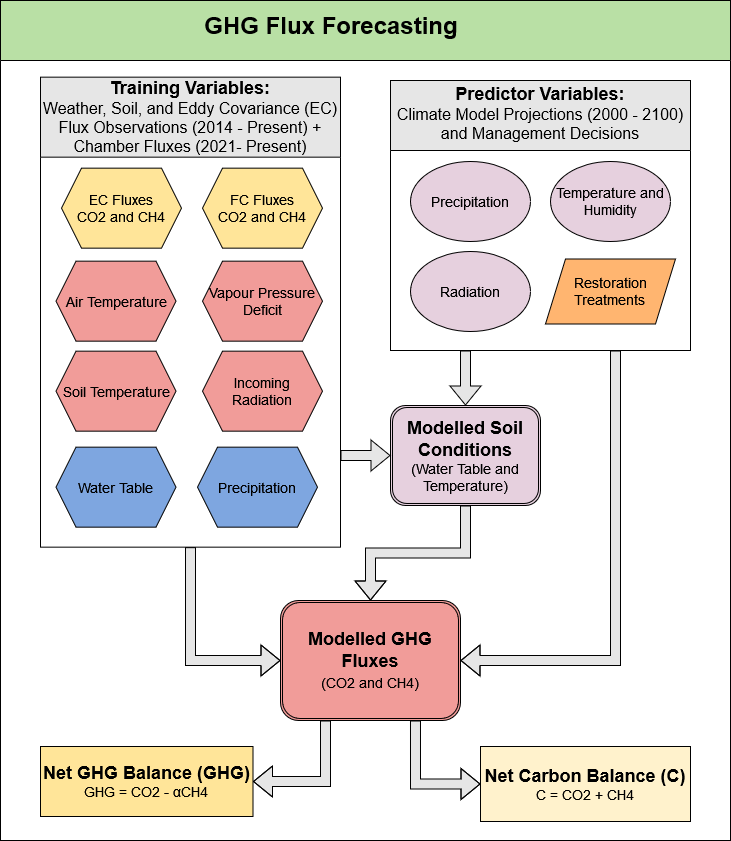 GHG Flux Forecasting
Training Variables:
Weather, Soil, and Eddy Covariance (EC)
Flux Observations (2014 - Present) +
Chamber Fluxes (2021- Present)
EC Fluxes
CO2 and CH4
FC Fluxes
CO2 and CH4
Air Temperature
Vapour Pressure
Deficit
Soil Temperature
Incoming
Radiation
Water Table
Precipitation
Predictor Variables:
Climate Model Projections (2000 - 2100)
and Management Decisions
Precipitation
Temperature and
Humidity
Radiation
Restoration
Treatments
Modelled Soil
Conditions
(Water Table and
Temperature)
Modelled GHG
Fluxes
(CO2 and CH4)
Net GHG Balance (GHG)
GHG = CO2 - αCH4
Net Carbon Balance (C)
C = CO2 + CH4